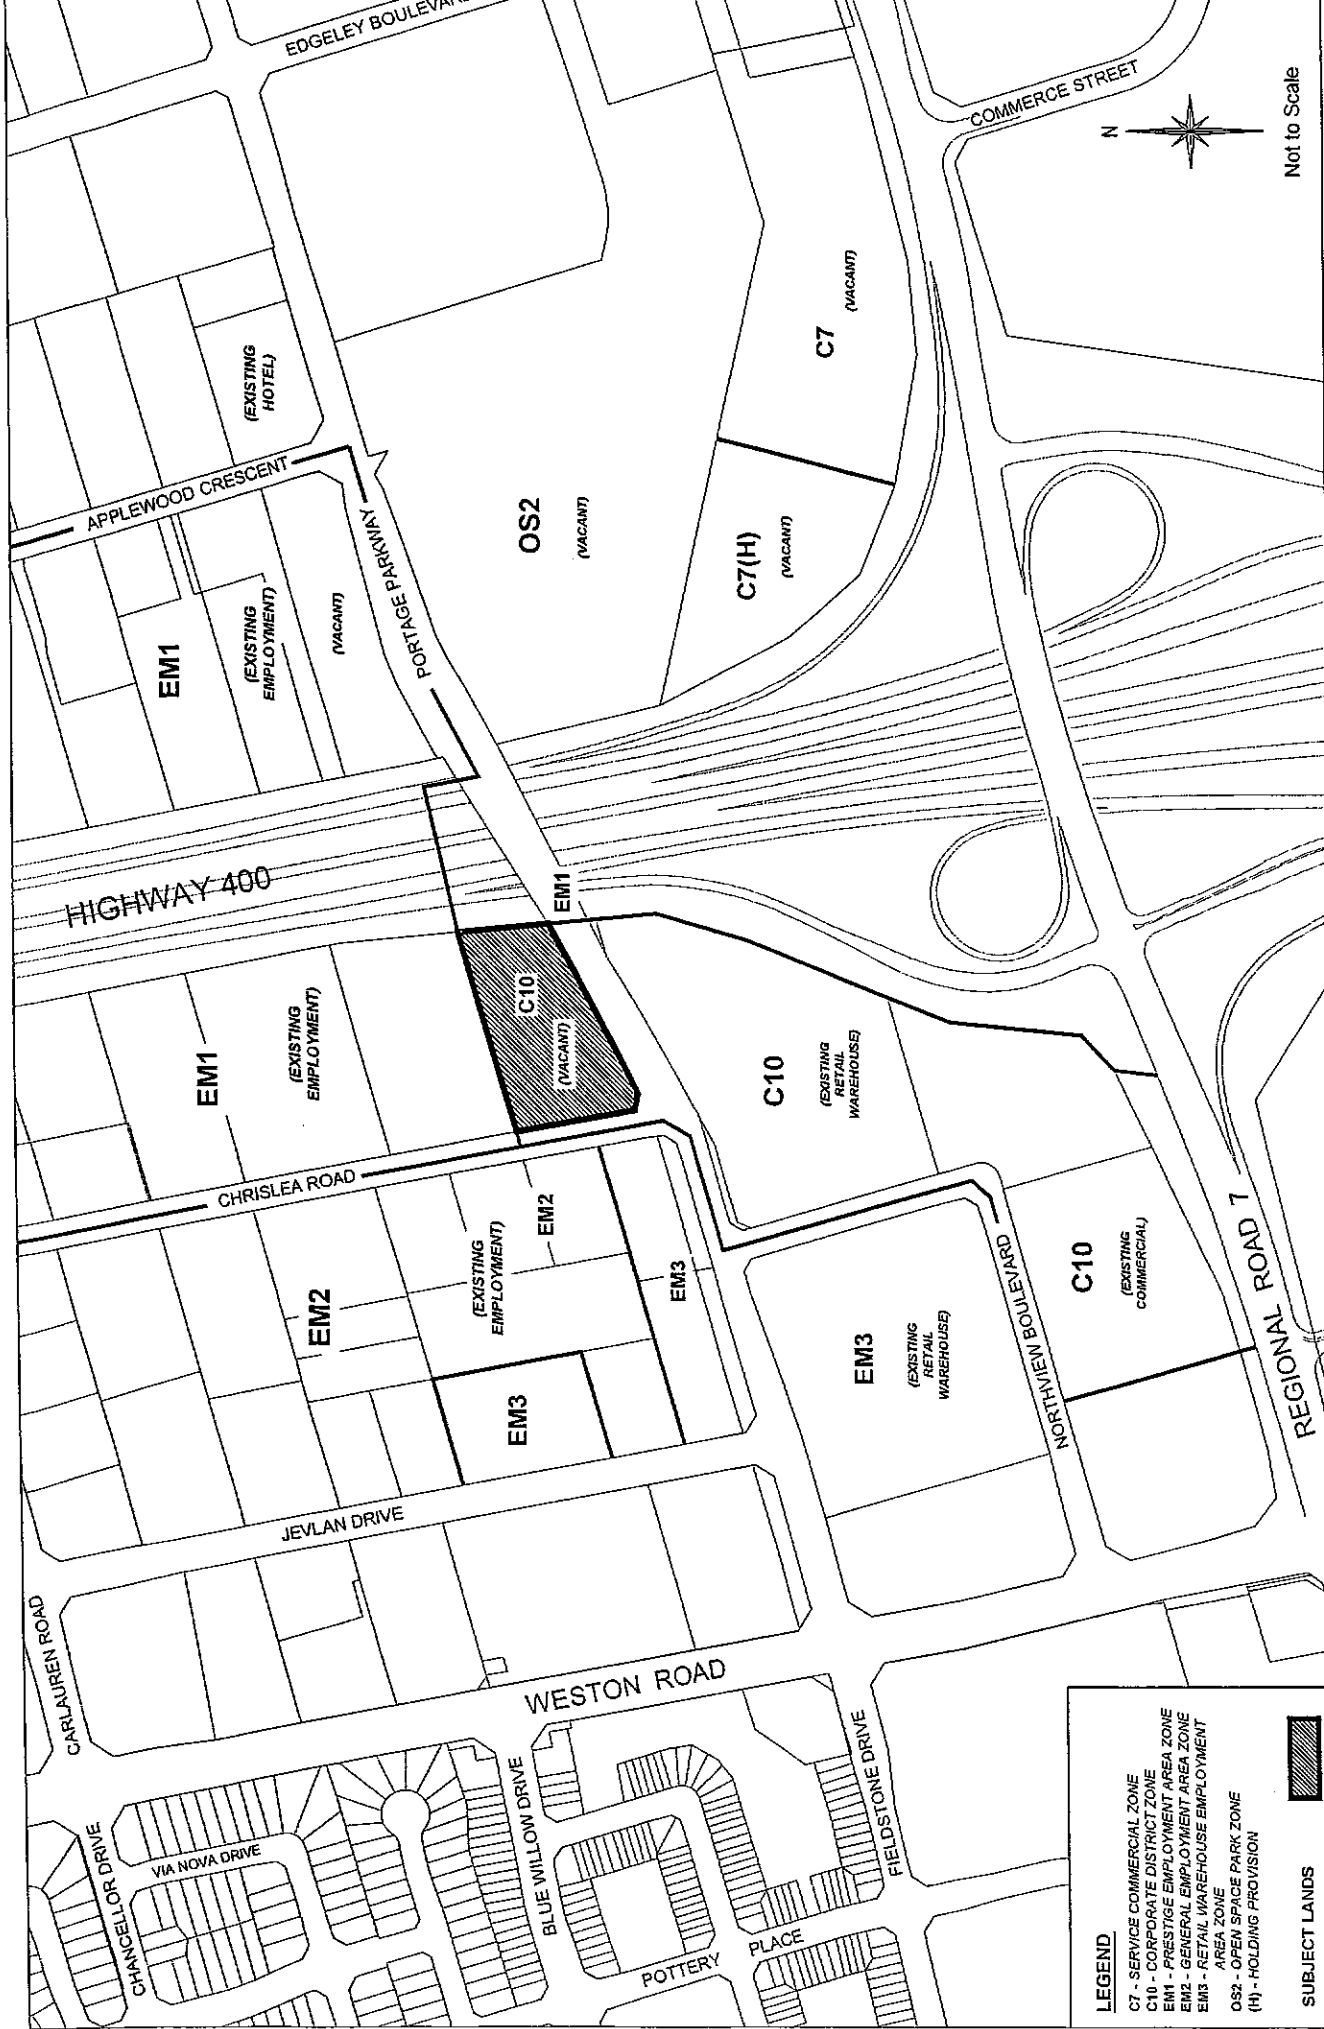 CARLAUREN ROAD
CHANCELLOR DRIVE
VIA NOVA DRIVE
JEVLAN DRIVE
WESTON ROAD
BLUE WILLOW DRIVE
POTTERY
PLACE
FIELDSTONE DRIVE
CHRISLEA ROAD
EM2
EM3
(EXISTING
EMPLOYMENT)
EM2
EM3
EM1
(EXISTING
EMPLOYMENT)
HIGHWAY 400
C10
(VACANT)
EM1
EM3
(EXISTING
RETAIL
WAREHOUSE)
NORTHVIEW BOULEVARD
C10
(EXISTING
RETAIL
WAREHOUSE)
C10
(EXISTING
COMMERCIAL)
REGIONAL ROAD 7
EM1
(EXISTING
EMPLOYMENT)
(VACANT)
APPLEWOOD CRESCENT
(EXISTING
HOTEL)
PORTAGE PARKWAY
EDGELEY BOULEVARD
OS2
(VACANT)
C7(H)
(VACANT)
C7
(VACANT)
COMMERCE STREET
N
Not to Scale
LEGEND
C7 - SERVICE COMMERCIAL ZONE
C10 - CORPORATE DISTRICT ZONE
EM1 - PRESTIGE EMPLOYMENT AREA ZONE
EM2 - GENERAL EMPLOYMENT AREA ZONE
EM3 - RETAIL WAREHOUSE EMPLOYMENT
AREA ZONE
OS2 - OPEN SPACE PARK ZONE
(H) - HOLDING PROVISION
SUBJECT LANDS